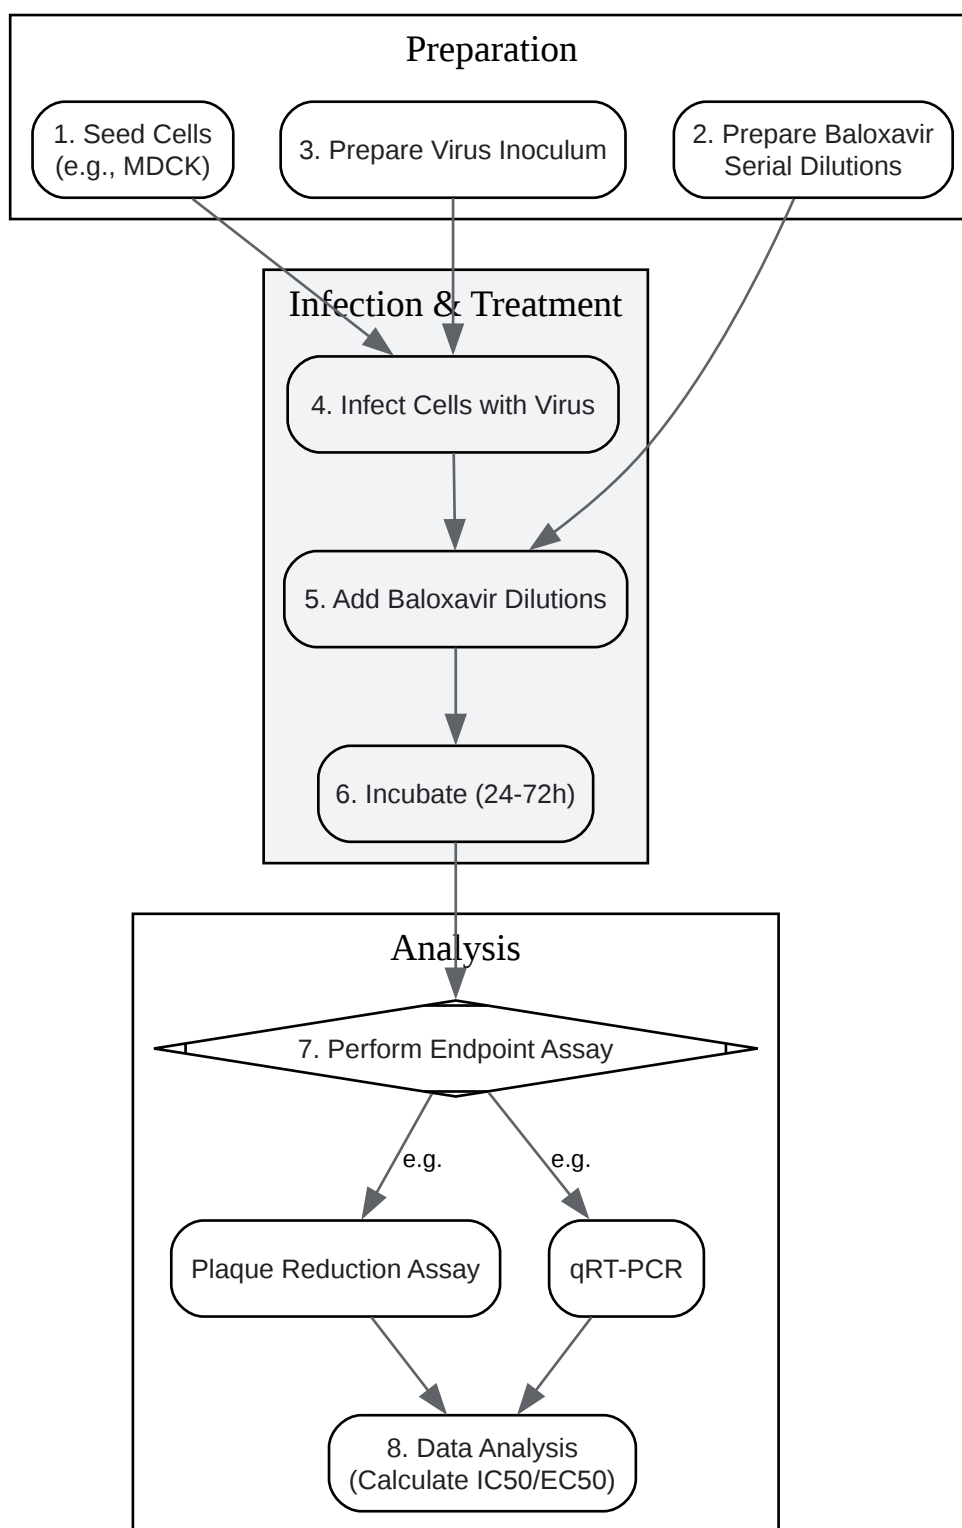 Preparation
1. Seed Cells
(e.g., MDCK)
3. Prepare Virus Inoculum
2. Prepare Baloxavir
Serial Dilutions
Infection & Treatment
4. Infect Cells with Virus
5. Add Baloxavir Dilutions
6. Incubate (24-72h)
Analysis
7. Perform Endpoint Assay
e.g.
e.g.
Plaque Reduction Assay
qRT-PCR
8. Data Analysis
(Calculate IC50/EC50)